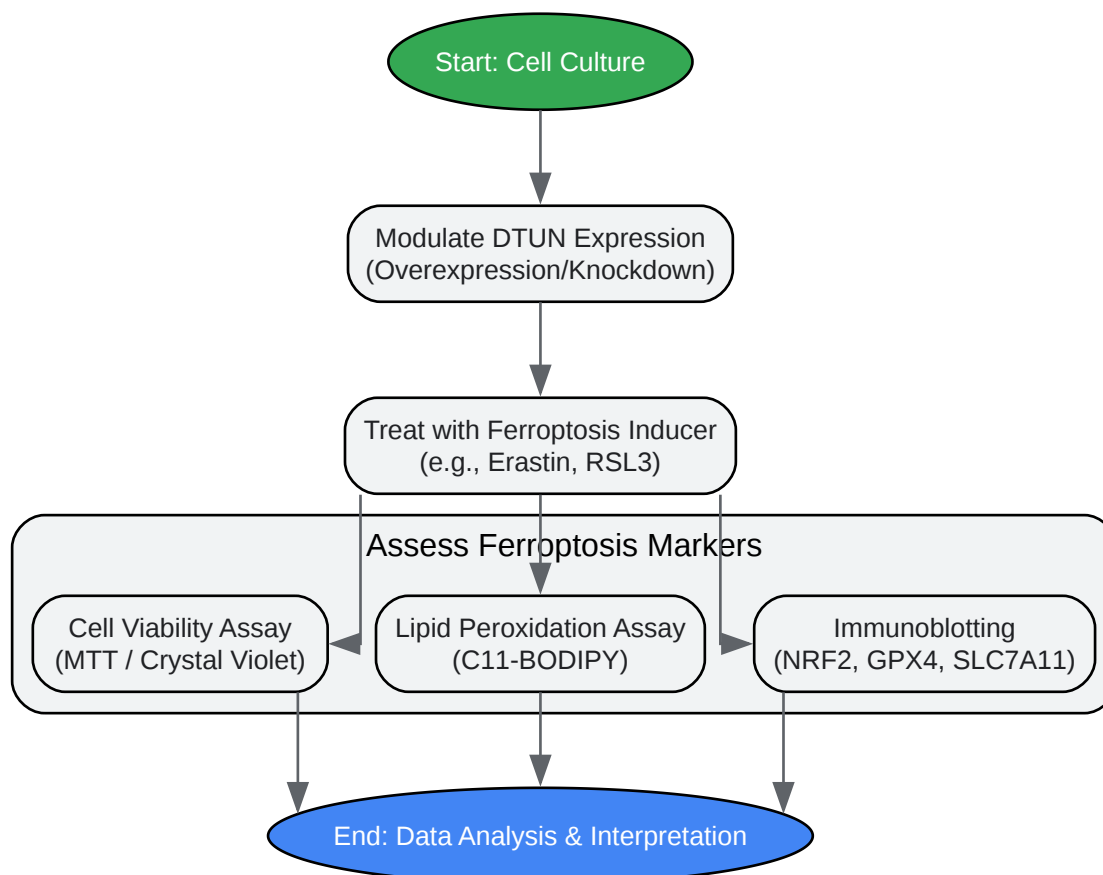 Start: Cell Culture
Modulate DTUN Expression
(Overexpression/Knockdown)
Treat with Ferroptosis Inducer
(e.g., Erastin, RSL3)
Assess Ferroptosis Markers
Cell Viability Assay
(MTT / Crystal Violet)
Lipid Peroxidation Assay
(C11-BODIPY)
Immunoblotting
(NRF2, GPX4, SLC7A11)
End: Data Analysis & Interpretation